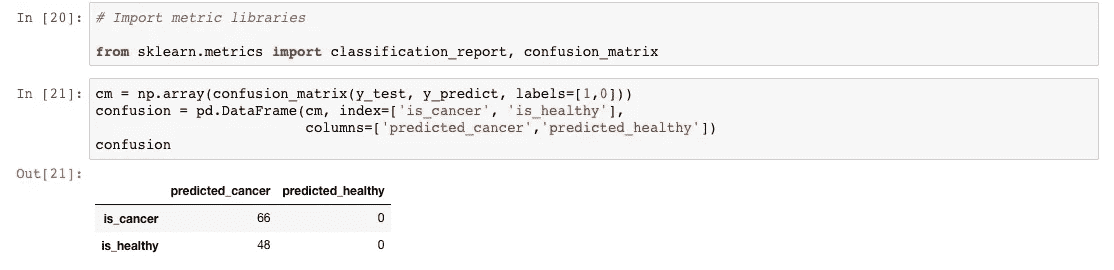 In [20]: # Import metric libraries
from sklearn.metrics import classification_report, confusion_matrix
In [21]: cm = np.array(confusion_matrix(y_test, y_predict, labels=[1,0]))
confusion = pd.DataFrame(cm, index=['is_cancer', 'is_healthy'],
columns=['predicted_cancer','predicted_healthy'])
confusion
Out[21]:
predicted_cancer predicted_healthy
is_cancer 66 0
is_healthy 48 0